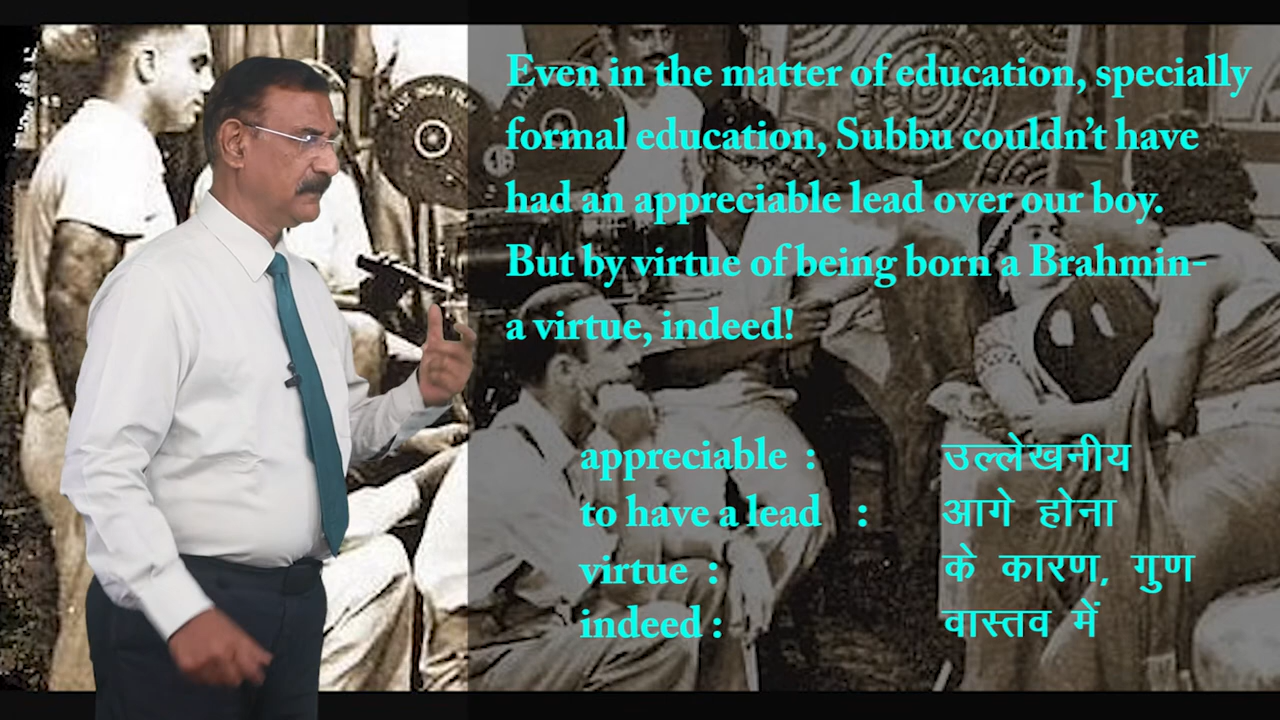 Even in the matter of education, specially
formal education, Subbu couldn't have
had an appreciable lead over our boy.
But by virtue of being born a Brahmin-
a virtue, indeed!
appreciable : उल्लेखनीय
to have a lead : आगे होना
virtue : के कारण, गुण
indeed : वास्तव में